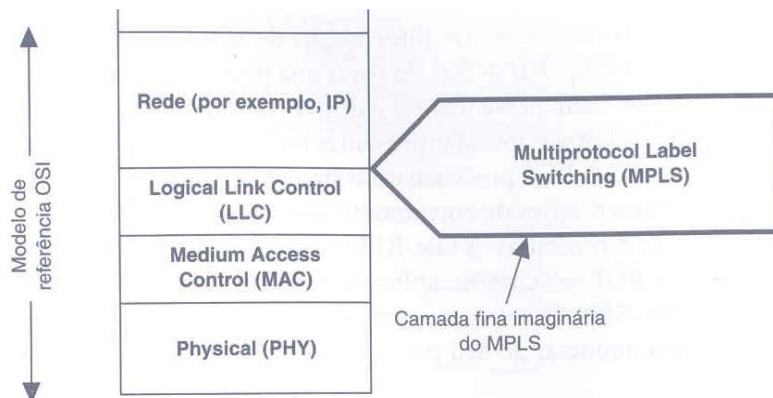 Modelo de
referência OSI
Rede (por exemplo, IP)
Logical Link Control
(LLC)
Medium Access
Control (MAC)
Physical (PHY)
Multiprotocol Label
Switching (MPLS)
Camada fina imaginária
do MPLS